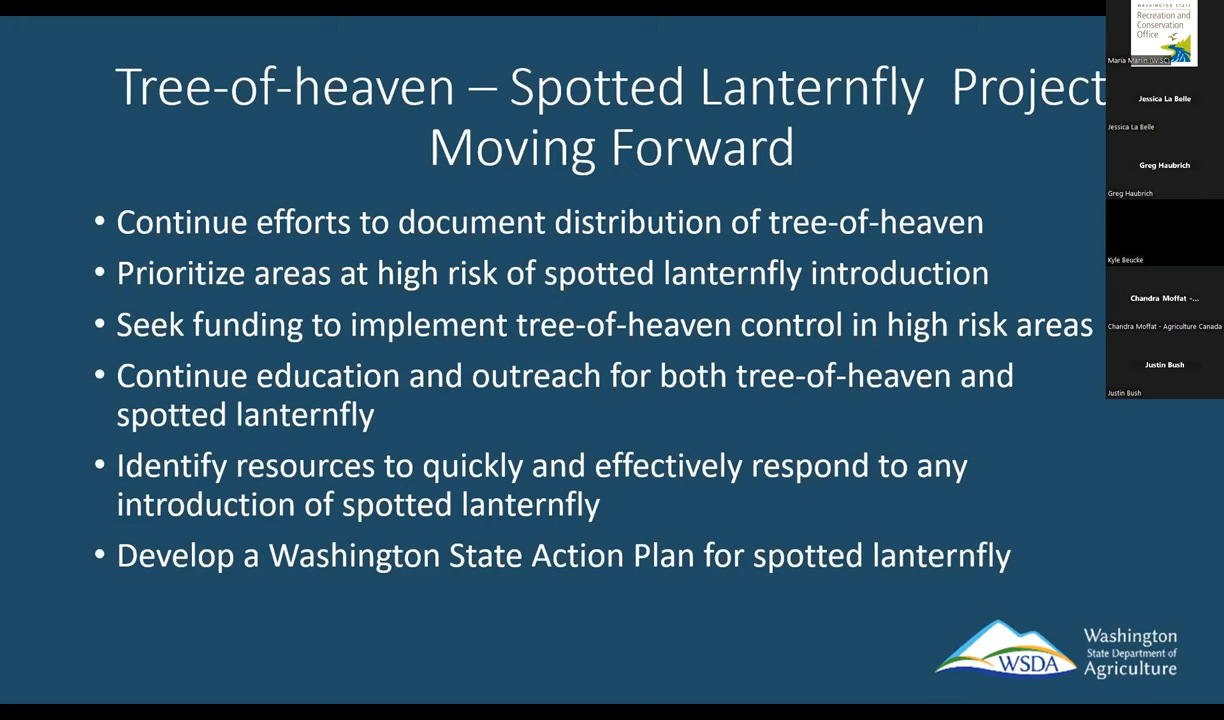 Tree-of-heaven – Spotted Lanternfly Project
Moving Forward
• Continue efforts to document distribution of tree-of-heaven
• Prioritize areas at high risk of spotted lanternfly introduction
• Seek funding to implement tree-of-heaven control in high risk areas
• Continue education and outreach for both tree-of-heaven and
spotted lanternfly
• Identify resources to quickly and effectively respond to any
introduction of spotted lanternfly
• Develop a Washington State Action Plan for spotted lanternfly
WSDA
Washington
State Department of
Agriculture
WASHINGTON STATE
Recreation and
Conservation
Office
Maria Marlin (WISC)
Jessica La Belle
Jessica La Belle
Greg Haubrich
Greg Haubrich
Kyle Beucke
Chandra Moffat -...
Chandra Moffat - Agriculture Canada
Justin Bush
Justin Bush